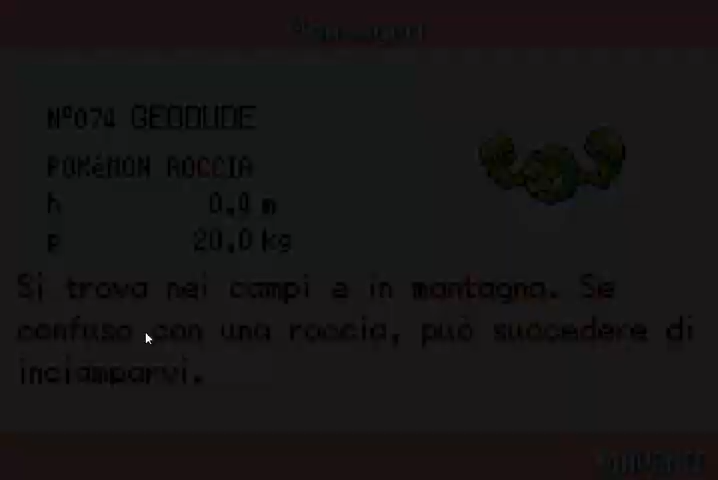 N°074 GEODUDE
POKéMON ROCCIA
h 0,4 m
p 20,0 kg
Si trova nei campi e in montagna. Se
confuso con una roccia, può succedere di
inciamparvi.